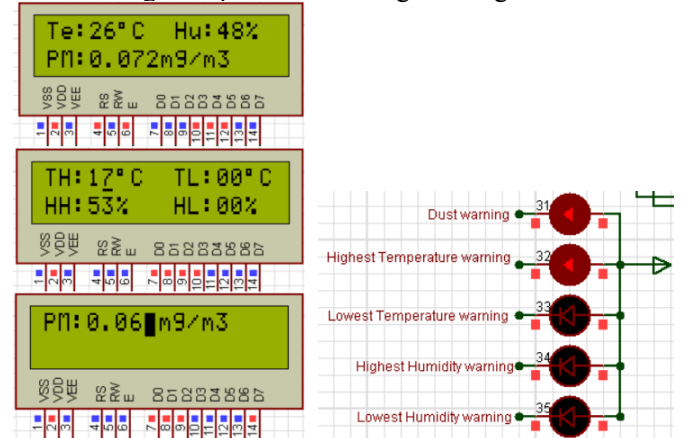 Te:26°C Hu:48%
PM:0.072m9/m3
VSS VDD VEE RS RW E D0 D1 D2 D3 D4 D5 D6 D7
1 2 3 4 5 6 7 8 9 10 11 12 13 14
TH:17°C TL:00°C
HH:53% HL:00%
VSS VDD VEE RS RW E D0 D1 D2 D3 D4 D5 D6 D7
1 2 3 4 5 6 7 8 9 10 11 12 13 14
PM:0.06 m9/m3
VSS VDD VEE RS RW E D0 D1 D2 D3 D4 D5 D6 D7
1 2 3 4 5 6 7 8 9 10 11 12 13 14
Dust warning 31
Highest Temperature warning 32
Lowest Temperature warning 33
Highest Humidity warning 34
Lowest Humidity warning 35